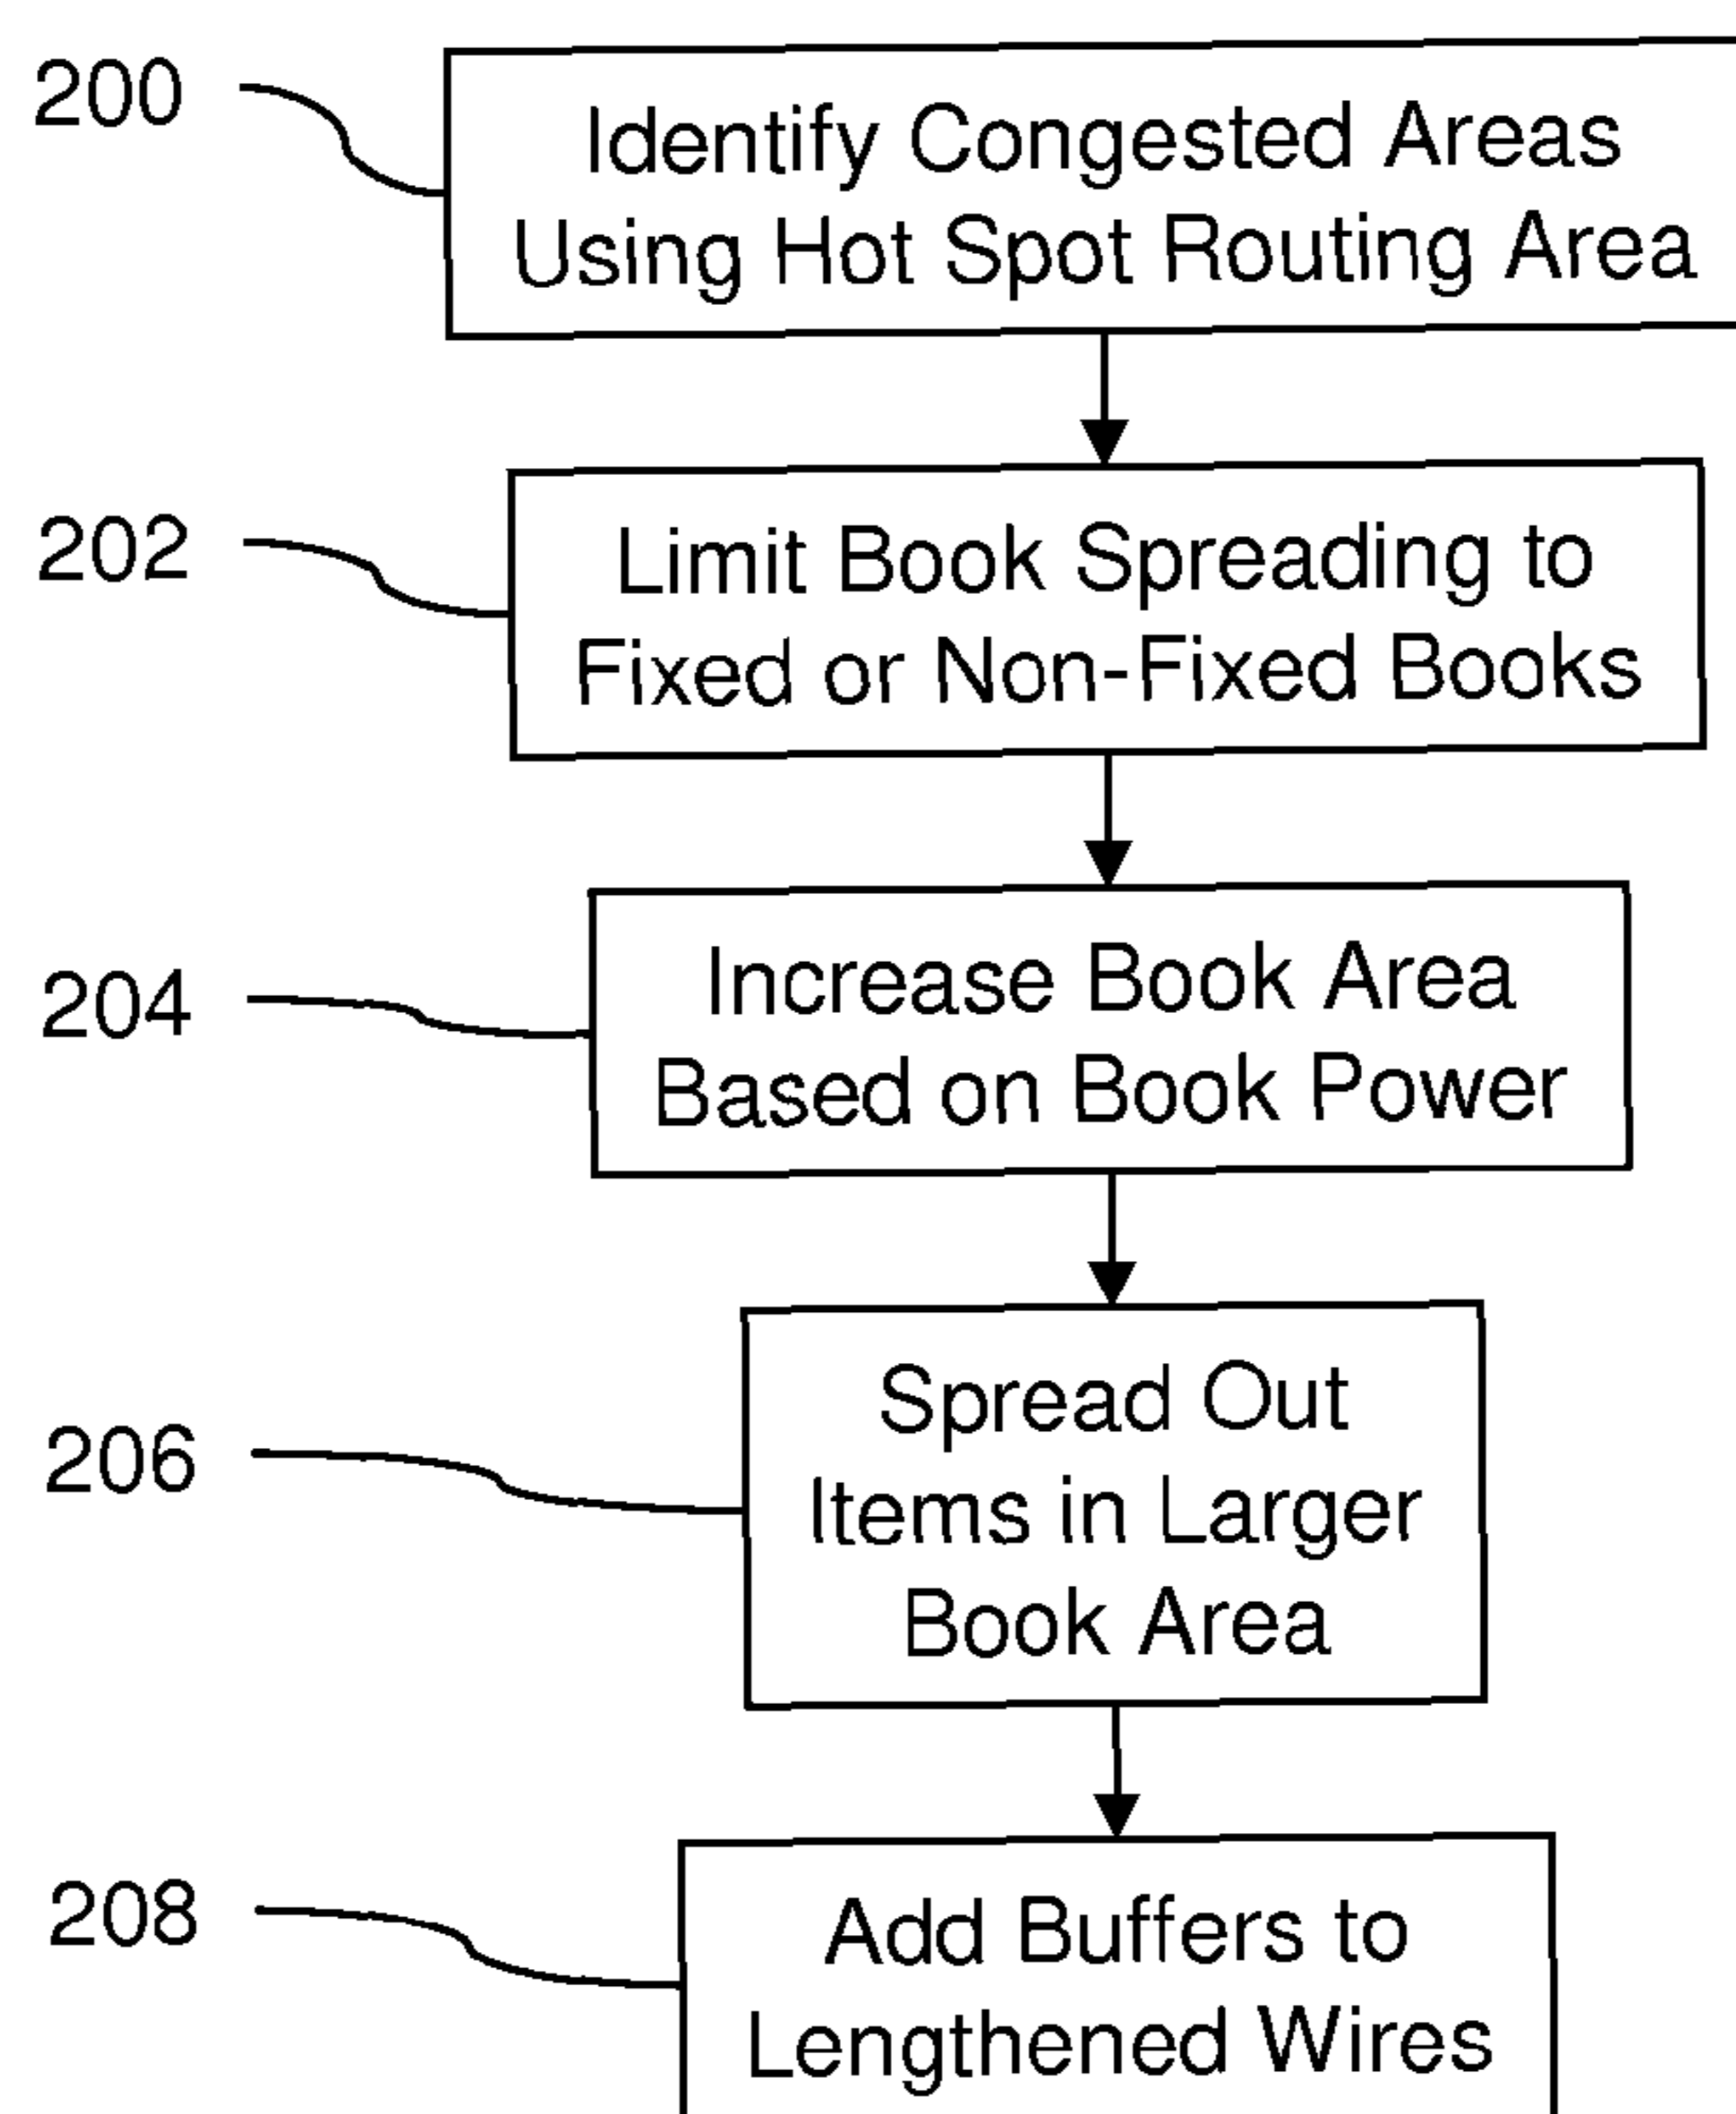 200
Identify Congested Areas
Using Hot Spot Routing Area
202
Limit Book Spreading to
Fixed or Non-Fixed Books
204
Increase Book Area
Based on Book Power
206
Spread Out
Items in Larger
Book Area
208
Add Buffers to
Lengthened Wires